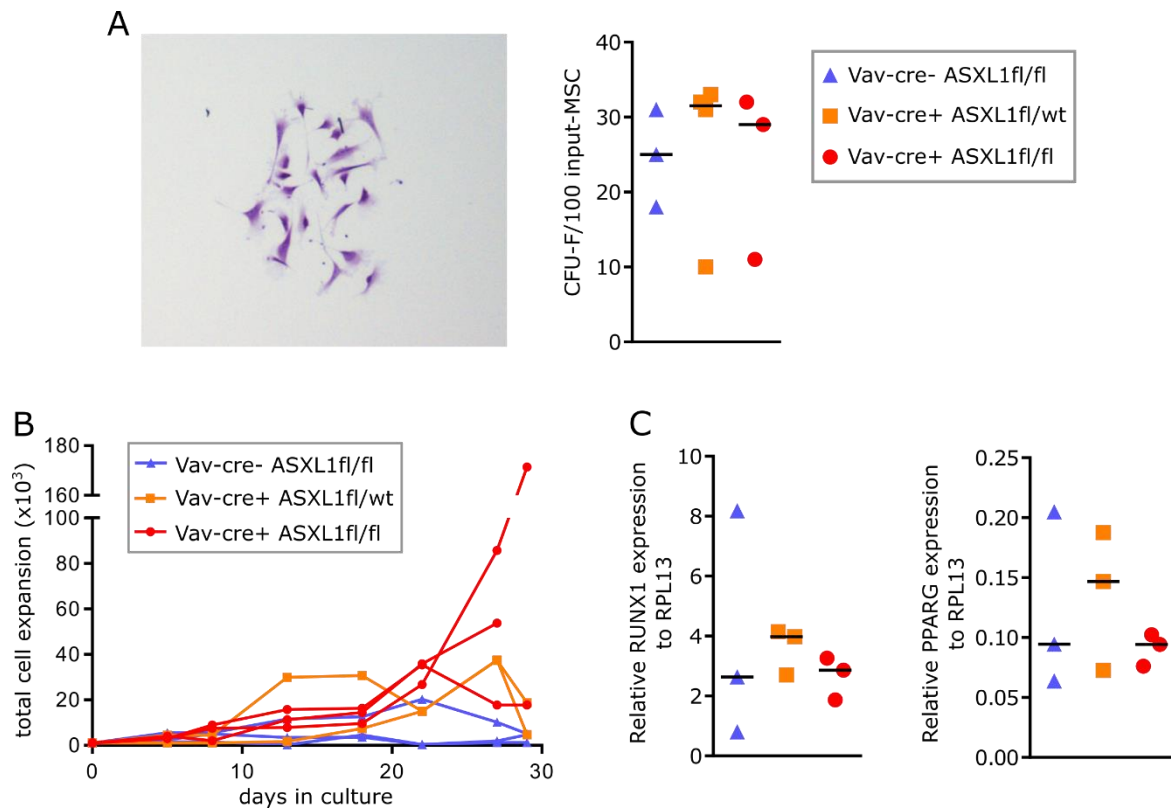 A
CFU-F/100 input-MSC
40
30
20
10
0
Vav-cre- ASXL1fl/fl
Vav-cre+ ASXL1fl/wt
Vav-cre+ ASXL1fl/fl
B
total cell expansion (x10³)
180
160
100
80
60
40
20
0
0 10 20 30
days in culture
Vav-cre- ASXL1fl/fl
Vav-cre+ ASXL1fl/wt
Vav-cre+ ASXL1fl/fl
C
Relative RUNX1 expression
to RPL13
10
8
6
4
2
0
Relative PPARG expression
to RPL13
0.25
0.20
0.15
0.10
0.05
0.00